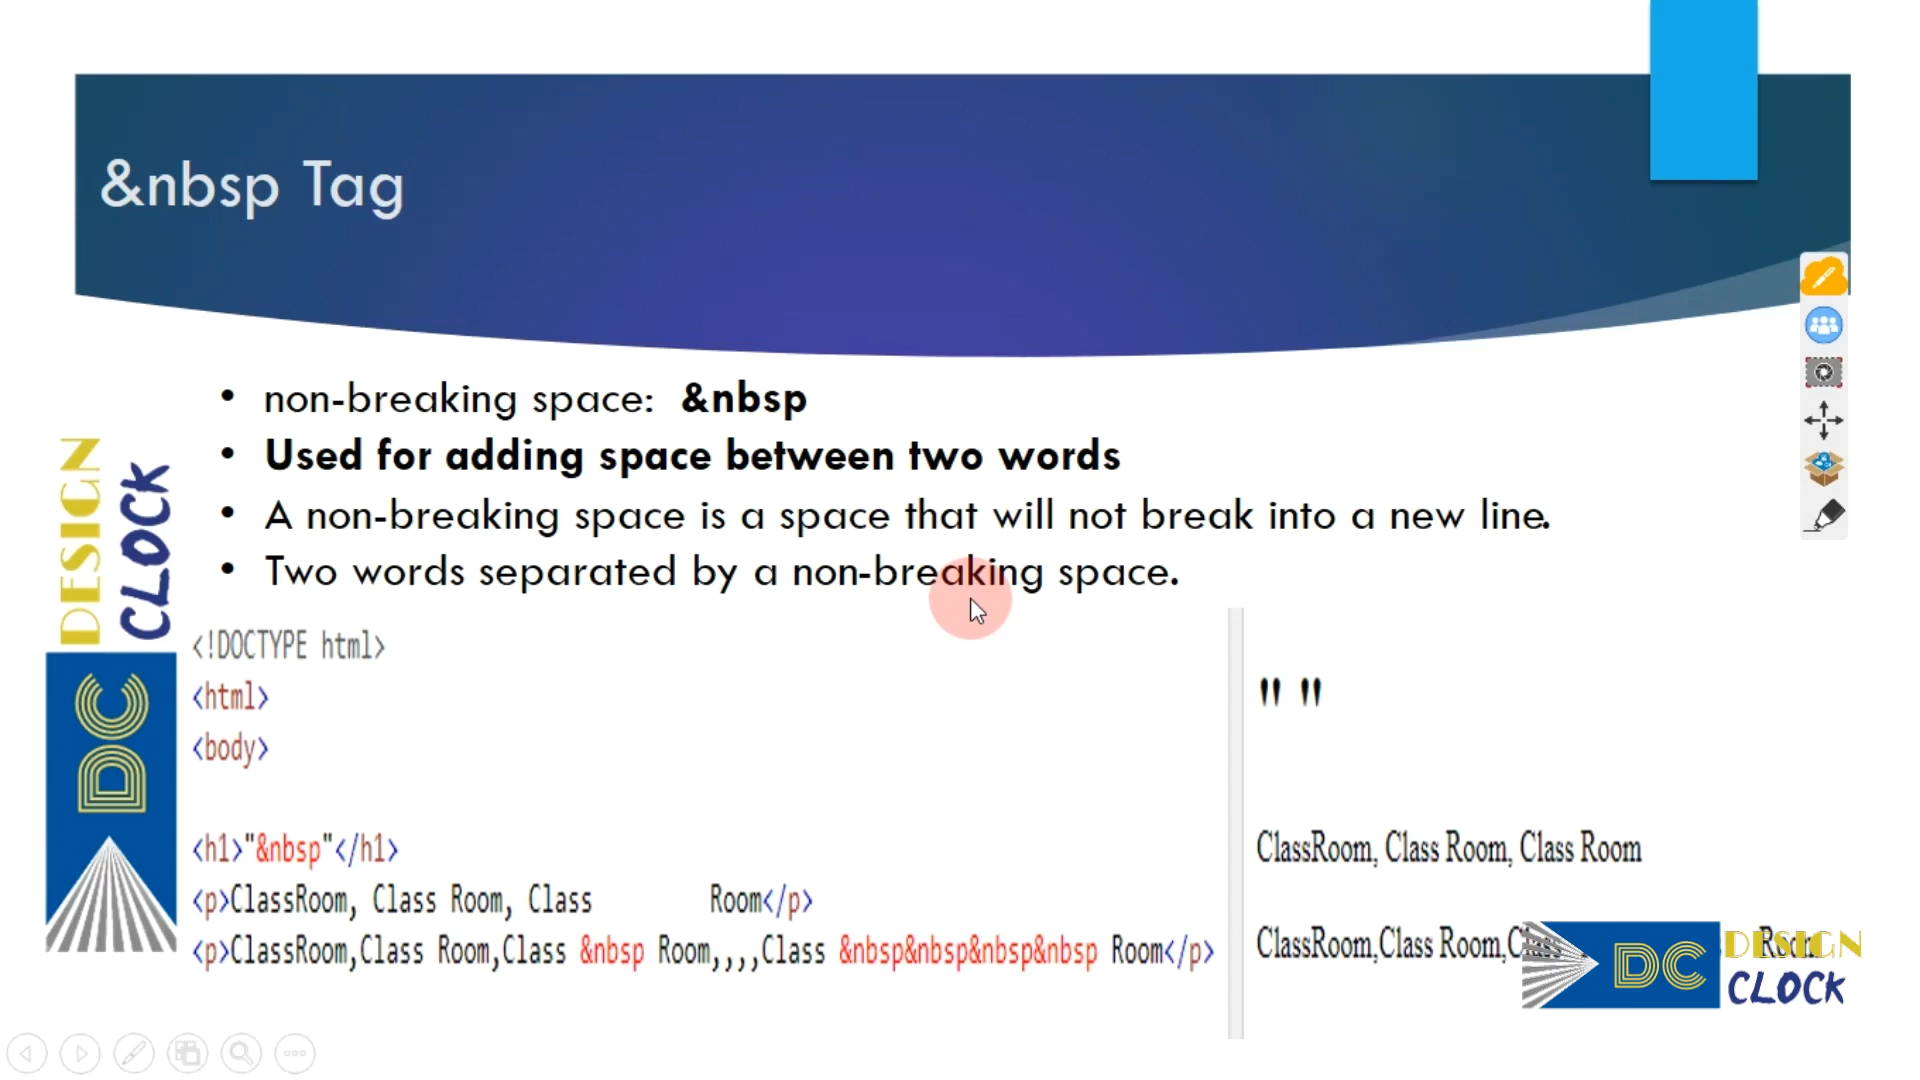 &nbsp Tag
• non-breaking space: &nbsp
• Used for adding space between two words
• A non-breaking space is a space that will not break into a new line.
• Two words separated by a non-breaking space.
DESIGN
CLOCK
DC
<!DOCTYPE html>
<html>
<body>
<h1>"&nbsp"</h1>
<p>ClassRoom, Class Room, Class        Room</p>
<p>ClassRoom,Class Room,Class &nbsp Room,,,,Class &nbsp&nbsp&nbsp&nbsp Room</p>
" "
ClassRoom, Class Room, Class Room
ClassRoom,Class Room,Class Room
DC
DESIGN
CLOCK